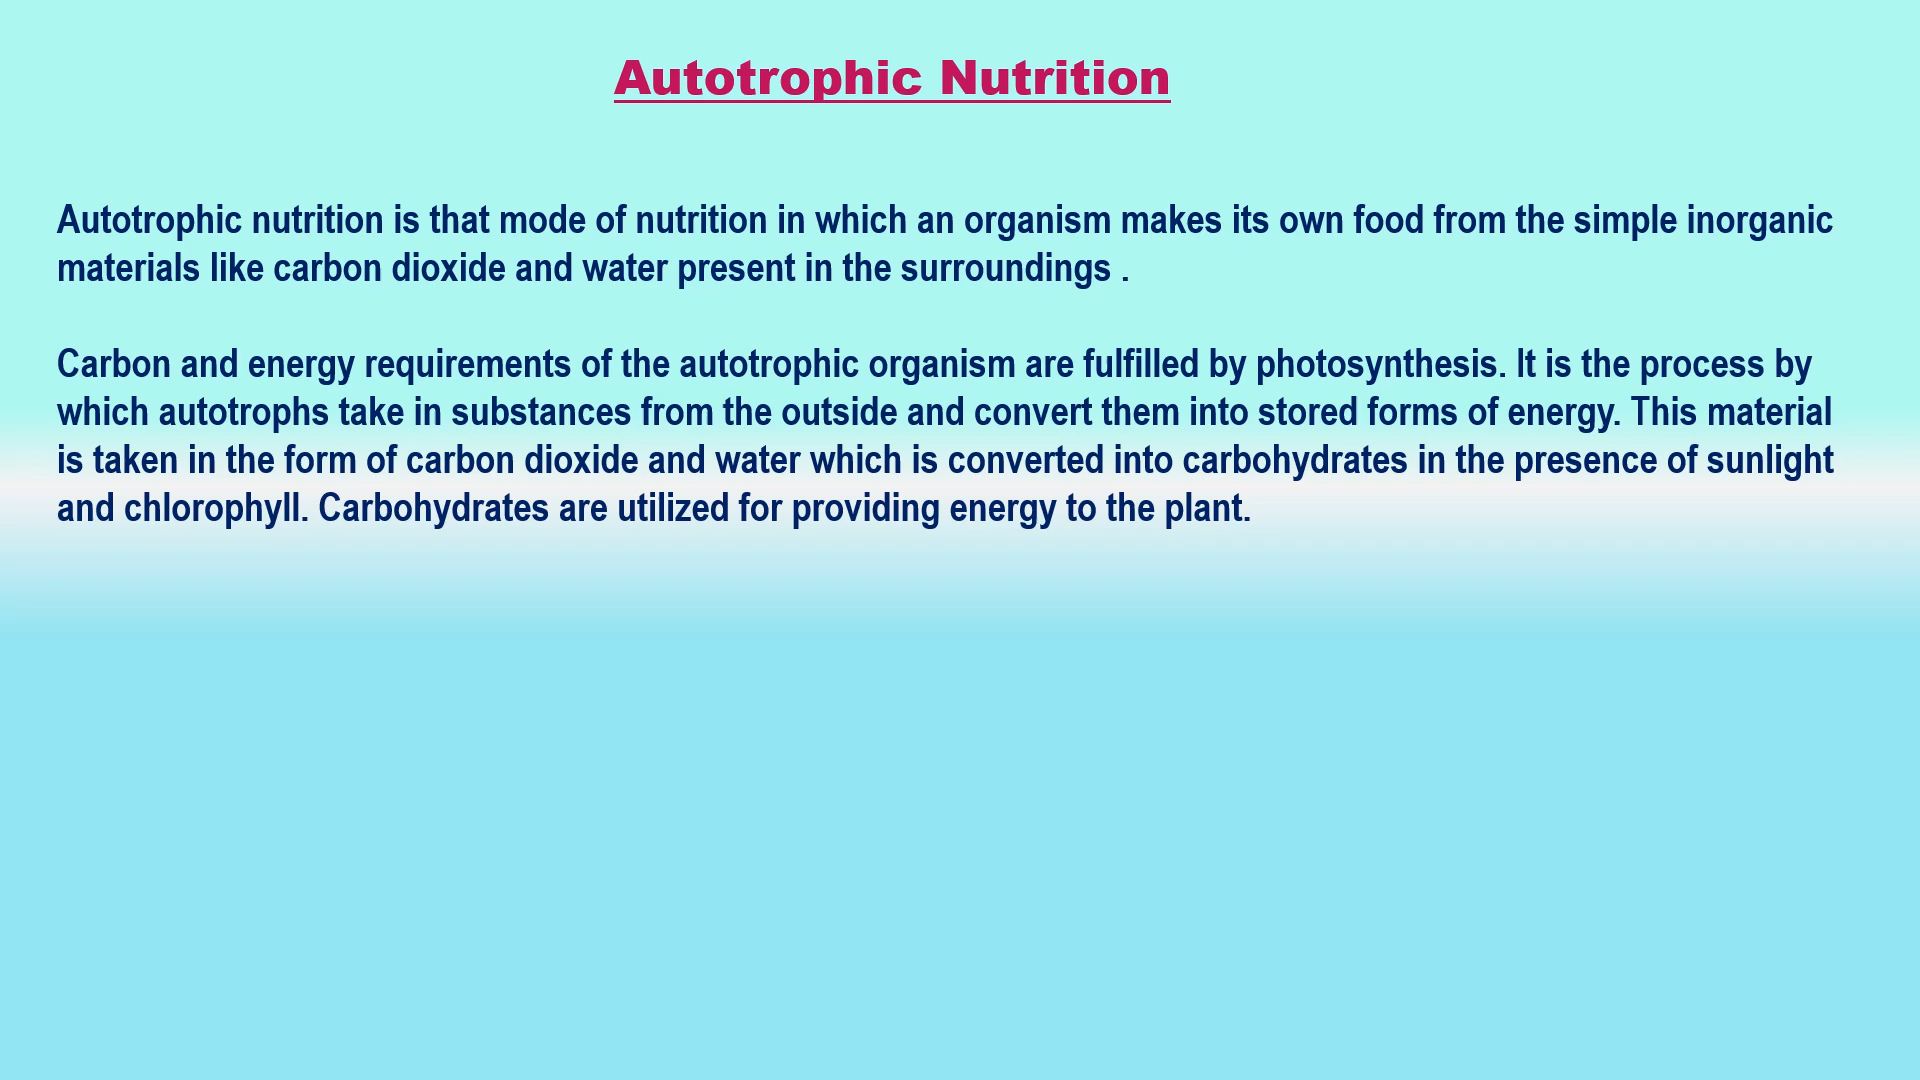 Autotrophic Nutrition
Autotrophic nutrition is that mode of nutrition in which an organism makes its own food from the simple inorganic
materials like carbon dioxide and water present in the surroundings .
Carbon and energy requirements of the autotrophic organism are fulfilled by photosynthesis. It is the process by
which autotrophs take in substances from the outside and convert them into stored forms of energy. This material
is taken in the form of carbon dioxide and water which is converted into carbohydrates in the presence of sunlight
and chlorophyll. Carbohydrates are utilized for providing energy to the plant.